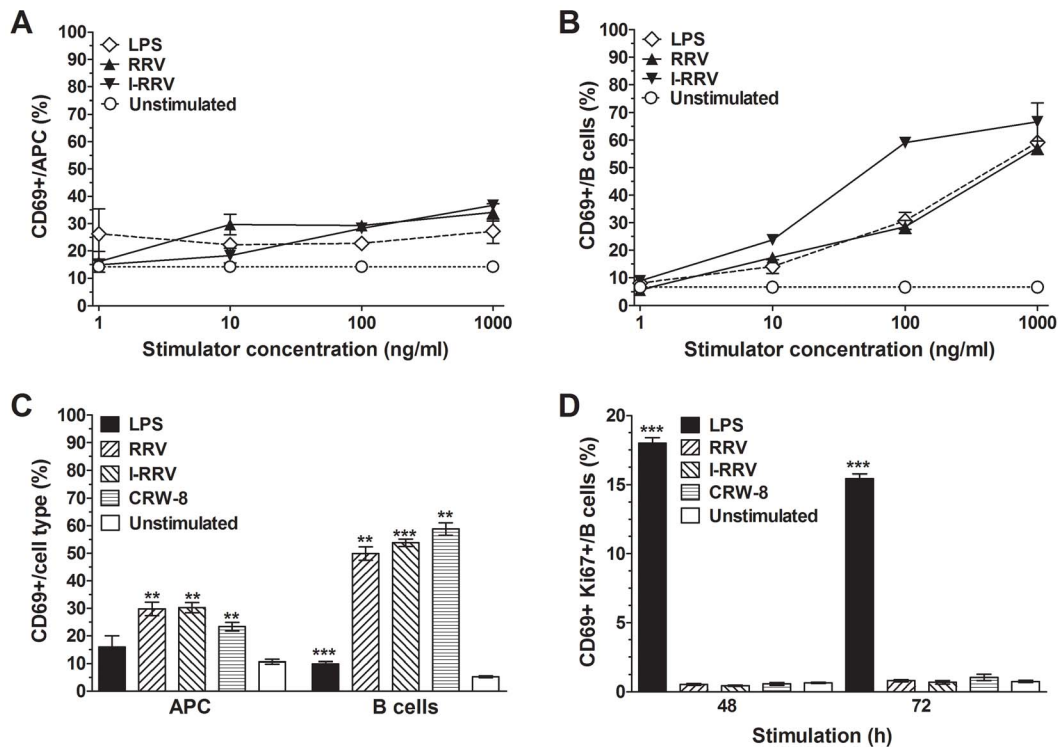 A
LPS
RRV
I-RRV
Unstimulated
CD69+/APC (%)
100
90
80
70
60
50
40
30
20
10
0
1 10 100 1000
Stimulator concentration (ng/ml)
B
LPS
RRV
I-RRV
Unstimulated
CD69+/B cells (%)
100
90
80
70
60
50
40
30
20
10
0
1 10 100 1000
Stimulator concentration (ng/ml)
C
LPS
RRV
I-RRV
CRW-8
Unstimulated
CD69+/cell type (%)
100
90
80
70
60
50
40
30
20
10
0
** ** **
*** ** *** **
APC B cells
D
LPS
RRV
I-RRV
CRW-8
Unstimulated
CD69+ Ki67+/B cells (%)
20
15
10
5
0
*** ***
48 72
Stimulation (h)